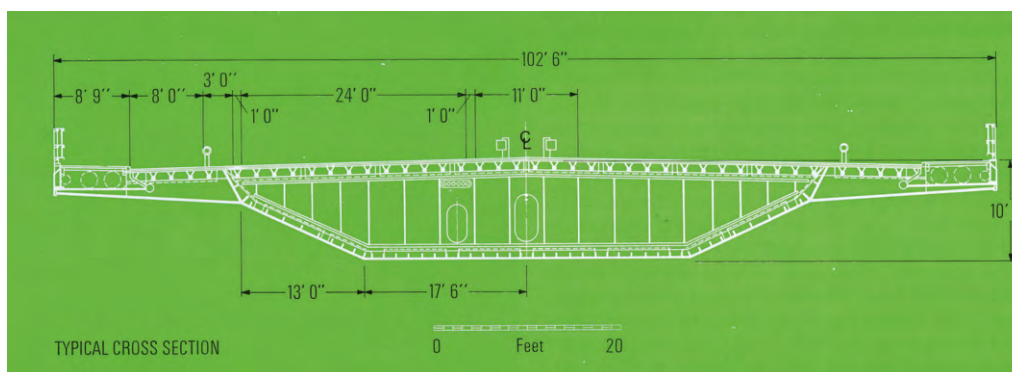 102' 6"
3' 0"
8' 9" 8' 0" 24' 0" 11' 0"
1' 0" 1' 0"
℄
10'
13' 0" 17' 6"
TYPICAL CROSS SECTION
0 Feet 20